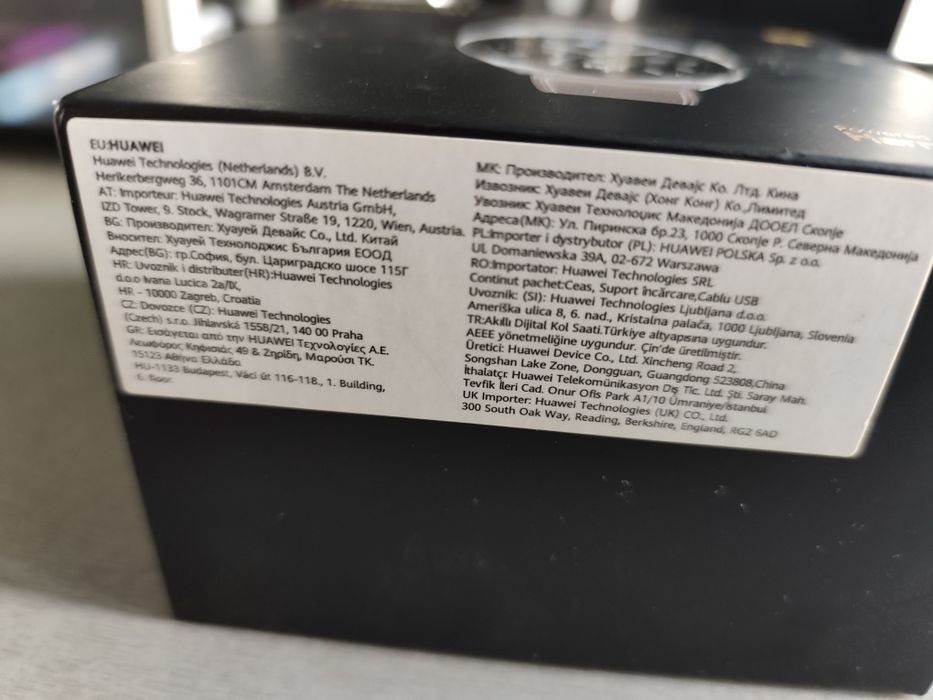 EU:HUAWEI
Huawei Technologies (Netherlands) B.V.
Herikerbergweg 36, 1101CM Amsterdam The Netherlands
AT: Importeur: Huawei Technologies Austria GmbH,
IZD Tower, 9. Stock, Wagramer Straße 19, 1220, Wien, Austria.
BG: Производител: Хуауей Девайс Co., Ltd. Китай
Вносител: Хуауей Технолоджис България ЕООД
Адрес(BG): гр.София, бул. Цариградско шосе 115Г
HR: Uvoznik i distributer(HR):Huawei Technologies
d.o.o Ivana Lucica 2a/IX,
HR - 10000 Zagreb, Croatia
CZ: Dovozce (CZ): Huawei Technologies
(Czech) s.r.o. Jihlavská 1558/21, 140 00 Praha
GR: Εισάγεται από την HUAWEI Τεχνολογίες Α.Ε.
Λεωφόρος Κηφισιάς 49 & Ζηρίδη, Μαρούσι ΤΚ.
15123 Αθήνα Ελλάδα
HU-1133 Budapest, Váci út 116-118., 1. Building,
6. floor.
MK: Производител: Хуавеи Девајс Ко. Лтд. Кина
Извозник: Хуавеи Девајс (Хонг Конг) Ко.,Лимитед
Увозник: Хуавеи Технолоџис Македонија ДООЕЛ Скопје
Адреса(МК): Ул. Пиринска бр.23, 1000 Скопје Р. Северна Македонија
PL:Importer i dystrybutor (PL): HUAWEI POLSKA Sp. z o.o.
Ul. Domaniewska 39A, 02-672 Warszawa
RO:Importator: Huawei Technologies SRL
Continut pachet:Ceas, Suport încărcare,Cablu USB
Uvoznik: (SI): Huawei Technologies Ljubljana d.o.o.
Ameriška ulica 8, 6. nad., Kristalna palača, 1000 Ljubljana, Slovenia
TR:Akıllı Dijital Kol Saati.Türkiye altyapısına uygundur.
AEEE yönetmeliğine uygundur. Çin'de üretilmiştir.
Üretici: Huawei Device Co., Ltd. Xincheng Road 2,
Songshan Lake Zone, Dongguan, Guangdong 523808,China
İthalatçı: Huawei Telekomünikasyon Dış Tic. Ltd. Şti. Saray Mah.
Tevfik İleri Cad. Onur Ofis Park A1/10 Ümraniye/İstanbul
UK Importer: Huawei Technologies (UK) CO., Ltd.
300 South Oak Way, Reading, Berkshire, England, RG2 6AD